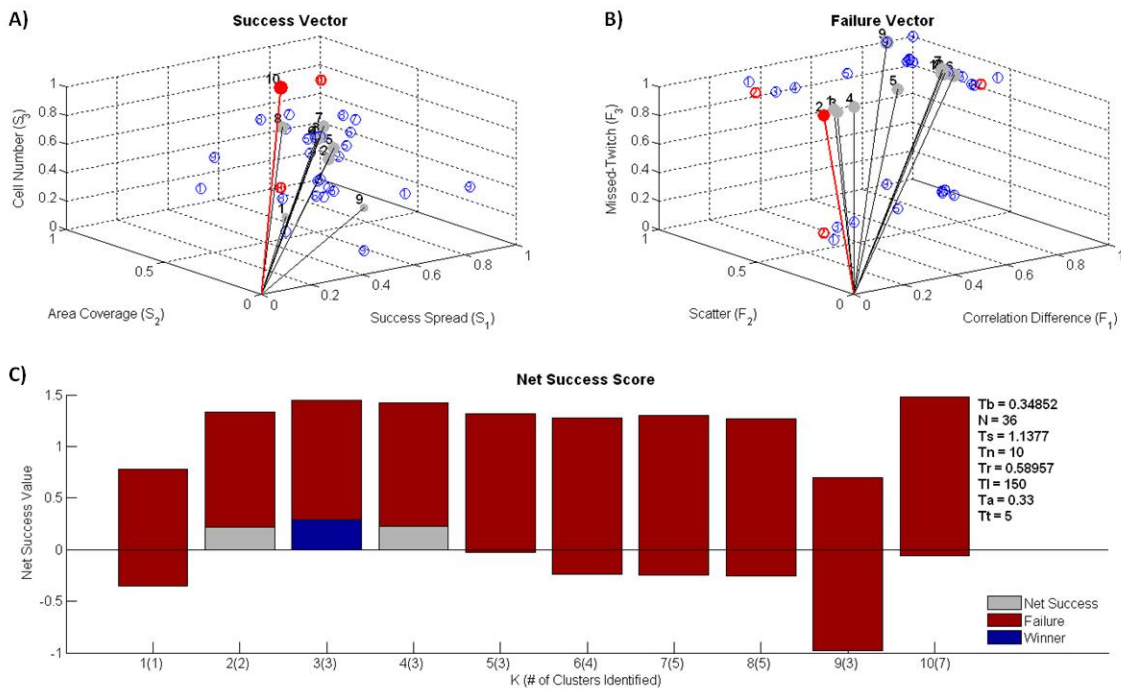 A)
Success Vector
Cell Number (S3)
1
0.8
0.6
0.4
0.2
0
1
0.5
0
0
0.2
0.4
0.6
0.8
1
Area Coverage (S2)
Success Spread (S1)
10
8
7
5
2
1
9
B)
Failure Vector
Missed-Twitch (F3)
1
0.8
0.6
0.4
0.2
0
1
0.5
0
0
0.2
0.4
0.6
0.8
1
Scatter (F2)
Correlation Difference (F1)
9
7
6
5
4
2
1
C)
Net Success Score
Net Success Value
1.5
1
0.5
0
-0.5
-1
Tb = 0.34852
N = 36
Ts = 1.1377
Tn = 10
Tr = 0.58957
Tl = 150
Ta = 0.33
Tt = 5
Net Success
Failure
Winner
1(1) 2(2) 3(3) 4(3) 5(3) 6(4) 7(5) 8(5) 9(3) 10(7)
K (# of Clusters Identified)